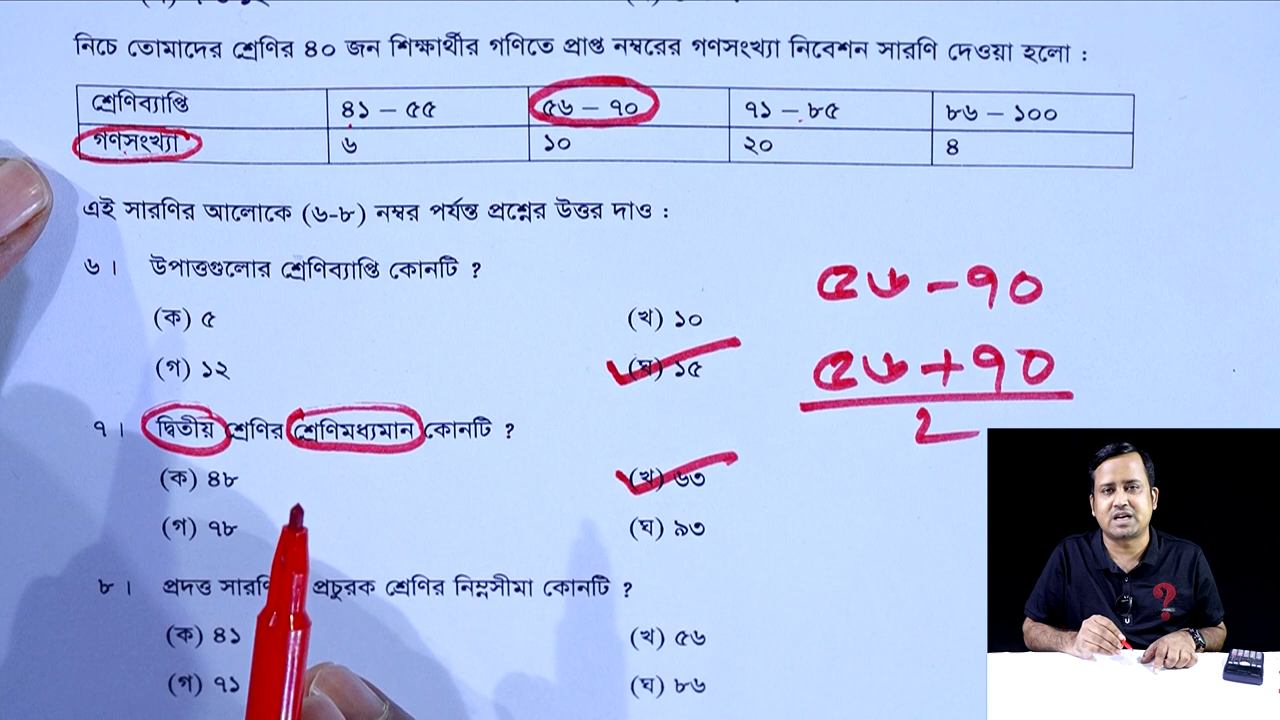 নিচে তোমাদের শ্রেণির ৪০ জন শিক্ষার্থীর গণিতে প্রাপ্ত নম্বরের গণসংখ্যা নিবেশন সারণি দেওয়া হলো :
শ্রেণিব্যাপ্তি ৪১ – ৫৫ ৫৬ – ৭০ ৭১ – ৮৫ ৮৬ – ১০০
গণসংখ্যা ৬ ১০ ২০ ৪
এই সারণির আলোকে (৬-৮) নম্বর পর্যন্ত প্রশ্নের উত্তর দাও :
৬। উপাত্তগুলোর শ্রেণিব্যাপ্তি কোনটি ?
(ক) ৫ (খ) ১০
(গ) ১২ (ঘ) ১৫
৫৬ – ৭০
৫৬ + ৭০
2
৭। দ্বিতীয় শ্রেণির শ্রেণিমধ্যমান কোনটি ?
(ক) ৪৮ (খ) ৬৩
(গ) ৭৮ (ঘ) ৯৩
৮। প্রদত্ত প্রচুরক শ্রেণির নিম্নসীমা কোনটি ?
(ক) ৪১ (খ) ৫৬
(গ) ৭১ (ঘ) ৮৬
?